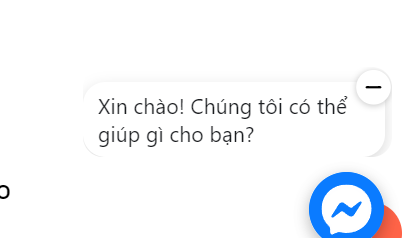 Xin chào! Chúng tôi có thể
giúp gì cho bạn?